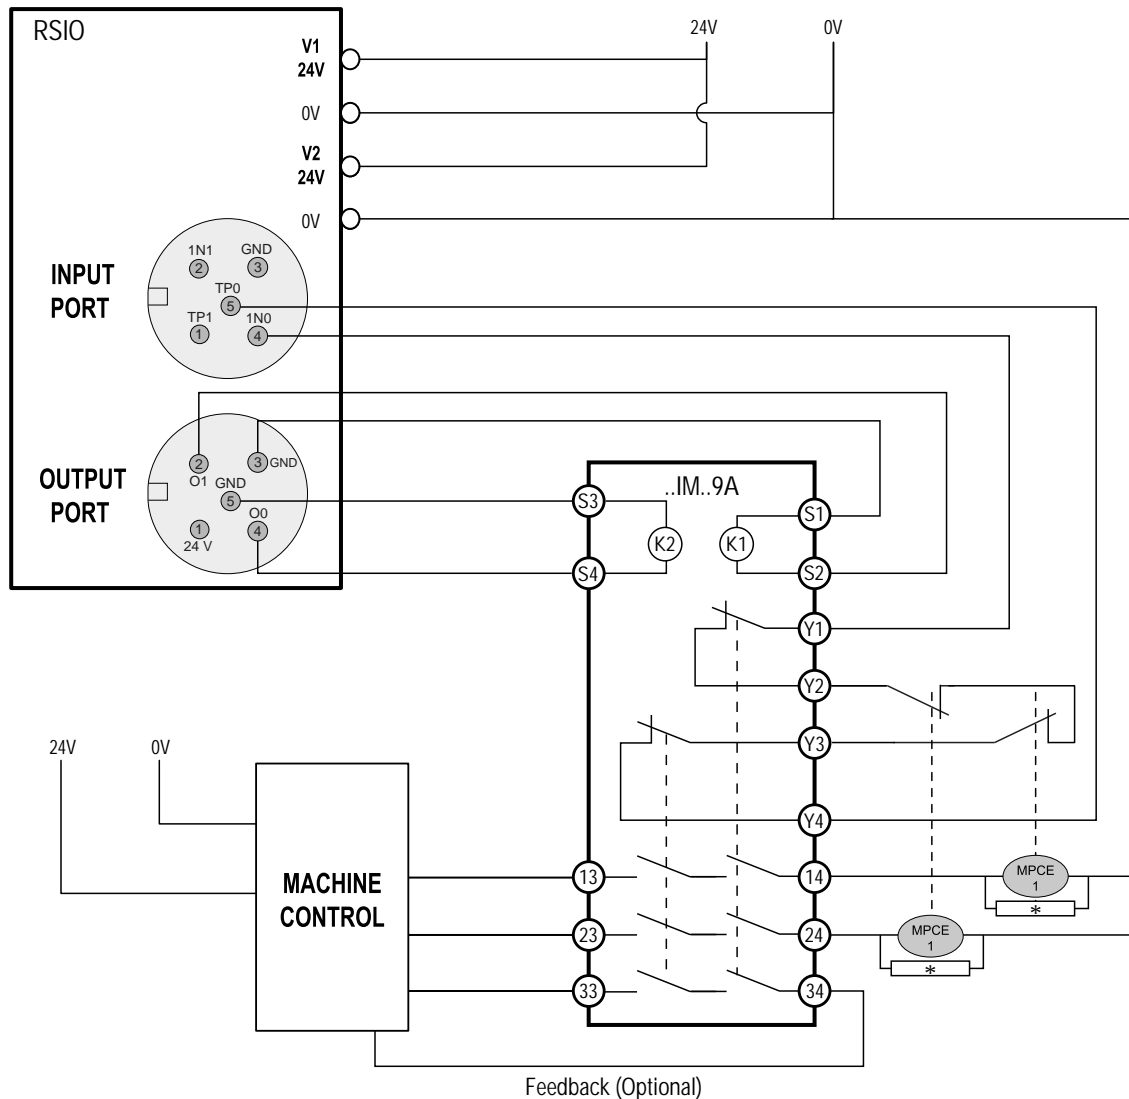 RSIO
V1
24V
0V
V2
24V
0V
24V
0V
INPUT
PORT
1N1
2
GND
3
TP0
5
TP1
1
1N0
4
OUTPUT
PORT
2
O1
3
GND
GND
5
O0
4
1
24 V
..IM..9A
S3
S4
K2
K1
S1
S2
Y1
Y2
Y3
Y4
24V
0V
MACHINE
CONTROL
13
14
23
24
33
34
MPCE
1
*
MPCE
1
*
Feedback (Optional)